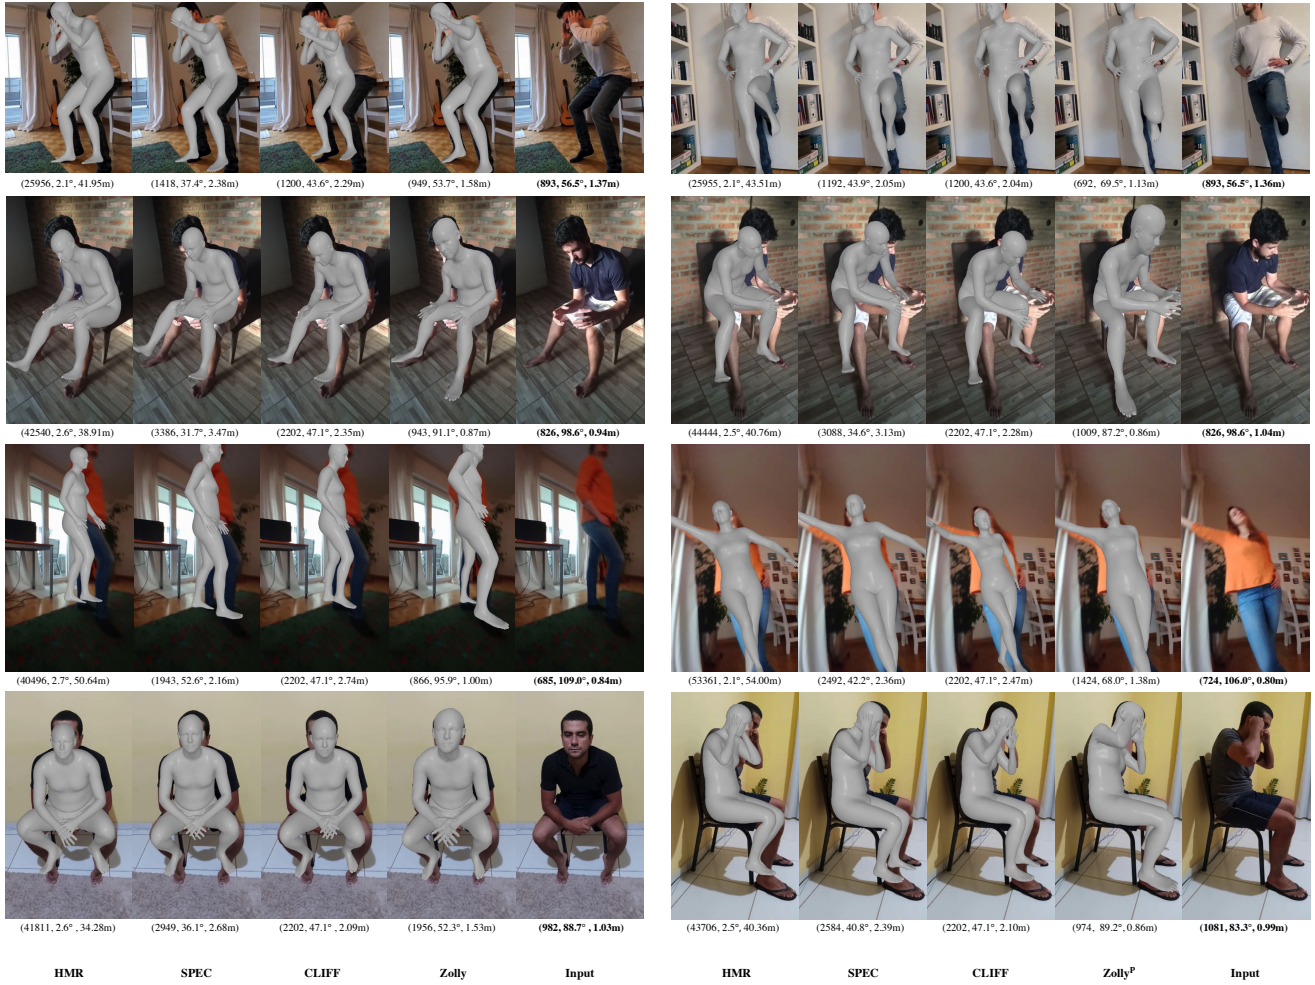 (25956, 2.1°, 41.95m) (1418, 37.4°, 2.38m) (1200, 43.6°, 2.29m) (949, 53.7°, 1.58m) (893, 56.5°, 1.37m) (25955, 2.1°, 43.51m) (1192, 43.9°, 2.05m) (1200, 43.6°, 2.04m) (692, 69.5°, 1.13m) (893, 56.5°, 1.36m)
(42540, 2.6°, 38.91m) (3386, 31.7°, 3.47m) (2202, 47.1°, 2.35m) (943, 91.1°, 0.87m) (826, 98.6°, 0.94m) (44444, 2.5°, 40.76m) (3088, 34.6°, 3.13m) (2202, 47.1°, 2.28m) (1009, 87.2°, 0.86m) (826, 98.6°, 1.04m)
(40496, 2.7°, 50.64m) (1943, 52.6°, 2.16m) (2202, 47.1°, 2.74m) (866, 95.9°, 1.00m) (685, 109.0°, 0.84m) (53361, 2.1°, 54.00m) (2492, 42.2°, 2.36m) (2202, 47.1°, 2.47m) (1424, 68.0°, 1.38m) (724, 106.0°, 0.80m)
(41811, 2.6° , 34.28m) (2949, 36.1°, 2.68m) (2202, 47.1° , 2.09m) (1956, 52.3°, 1.53m) (982, 88.7° , 1.03m) (43706, 2.5°, 40.36m) (2584, 40.8°, 2.39m) (2202, 47.1°, 2.10m) (974, 89.2°, 0.86m) (1081, 83.3°, 0.99m)
HMR SPEC CLIFF Zolly Input HMR SPEC CLIFF Zollyᴾ Input